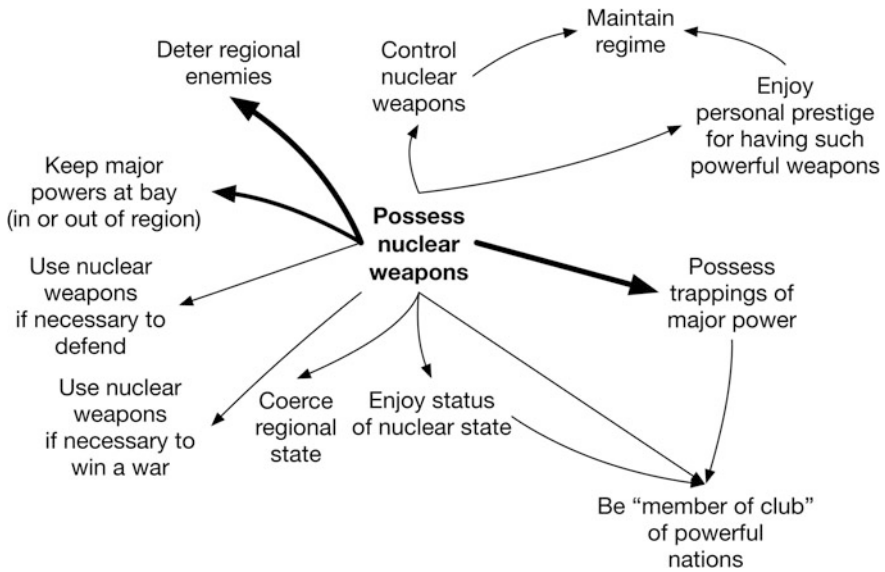 Deter regional
enemies
Control
nuclear
weapons
Maintain
regime
Enjoy
personal prestige
for having such
powerful weapons
Keep major
powers at bay
(in or out of region)
Possess
nuclear
weapons
Use nuclear
weapons
if necessary to
defend
Possess
trappings of
major power
Use nuclear
weapons
if necessary to
win a war
Coerce
regional
state
Enjoy status
of nuclear state
Be “member of club”
of powerful
nations